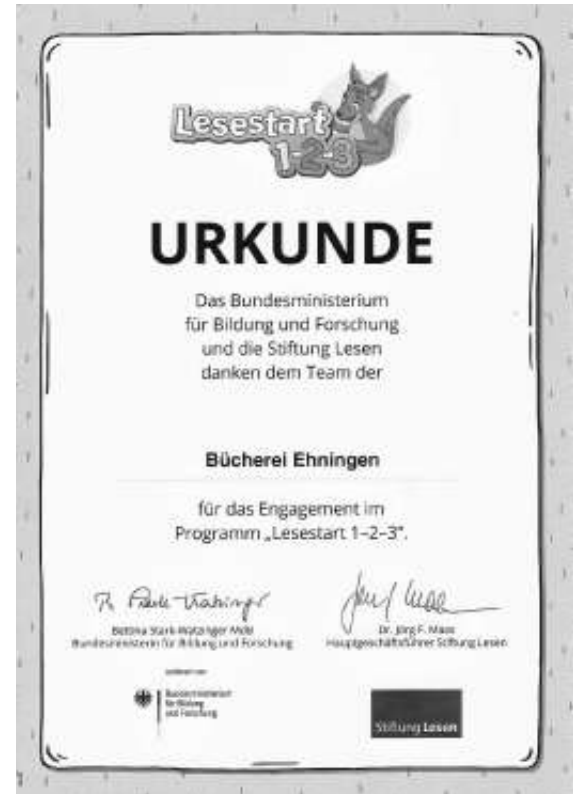 Lesestart
1-2-3
URKUNDE
Das Bundesministerium
für Bildung und Forschung
und die Stiftung Lesen
danken dem Team der
Bücherei Ehningen
für das Engagement im
Programm „Lesestart 1–2–3“.
Bettina Stark-Watzinger MdB
Bundesministerin für Bildung und Forschung
Dr. Jörg F. Maas
Hauptgeschäftsführer Stiftung Lesen
Bundesministerium
für Bildung
und Forschung
Stiftung Lesen